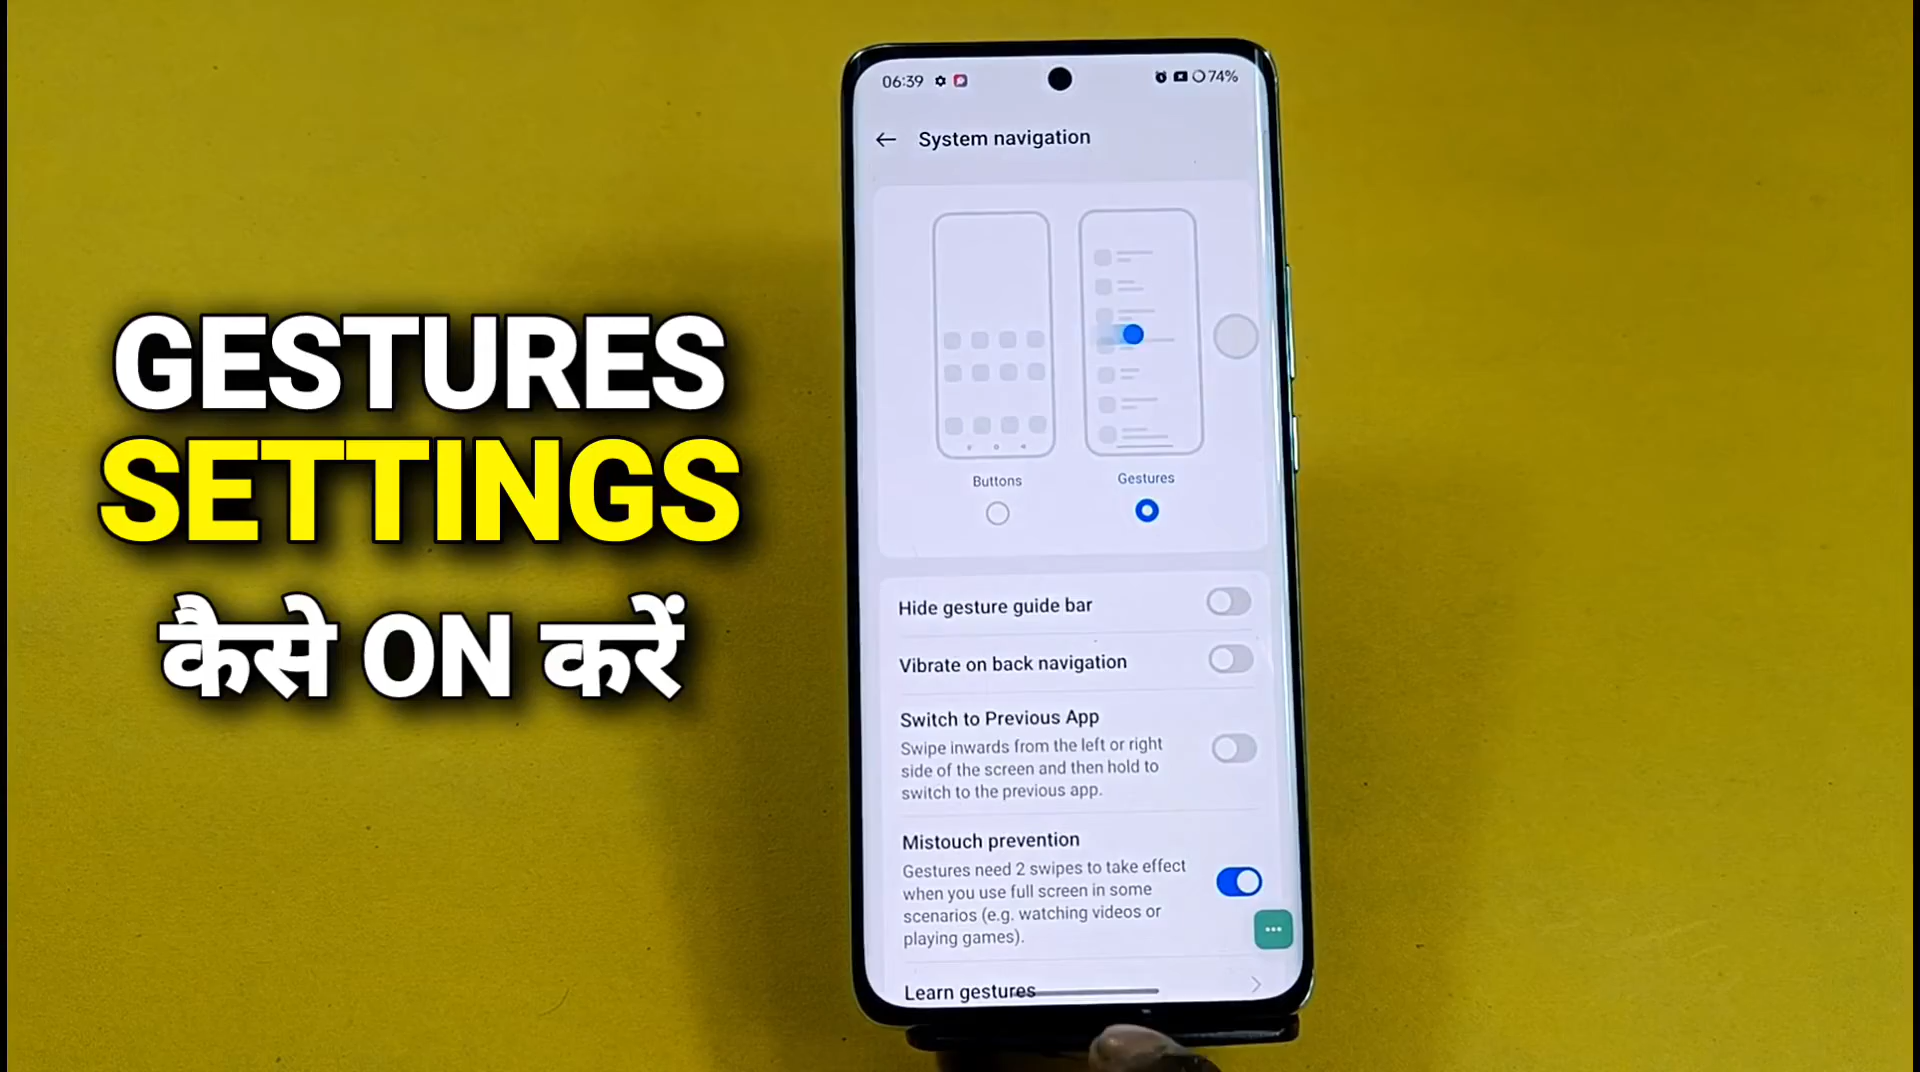 GESTURES
SETTINGS
कैसे ON करें
06:39
74%
System navigation
Buttons
Gestures
Hide gesture guide bar
Vibrate on back navigation
Switch to Previous App
Swipe inwards from the left or right
side of the screen and then hold to
switch to the previous app.
Mistouch prevention
Gestures need 2 swipes to take effect
when you use full screen in some
scenarios (e.g. watching videos or
playing games).
Learn gestures